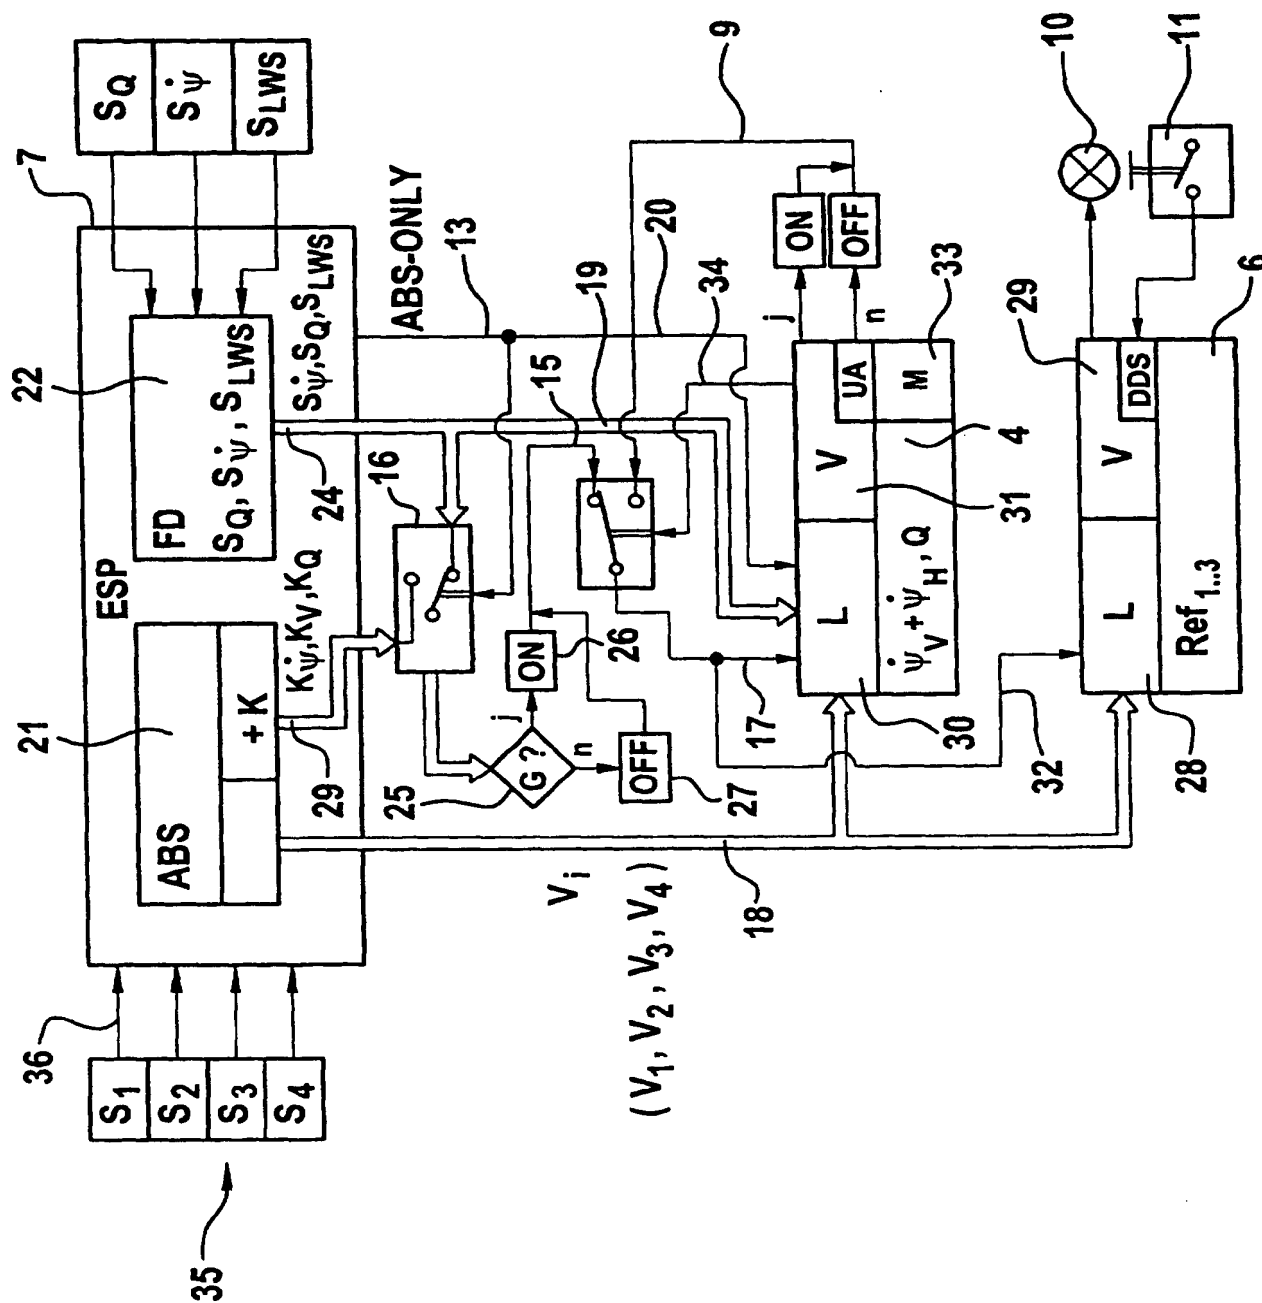 35
S1
S2
S3
S4
36
7
ESP
21
ABS
+ K
22
FD
SQ, Sψ̇, SLWS
SQ
Sψ̇
SLWS
29
Kψ̇, KV, KQ
24
Sψ̇, SQ, SLWS
ABS-ONLY
13
16
25
G ?
j
n
ON
26
OFF
27
15
19
34
20
9
Vi
(V1, V2, V3, V4)
18
17
L
V
UA
M
33
ψ̇V + ψ̇H, Q
4
30
31
j
n
ON
OFF
32
L
V
DDS
Ref1..3
28
29
6
10
11